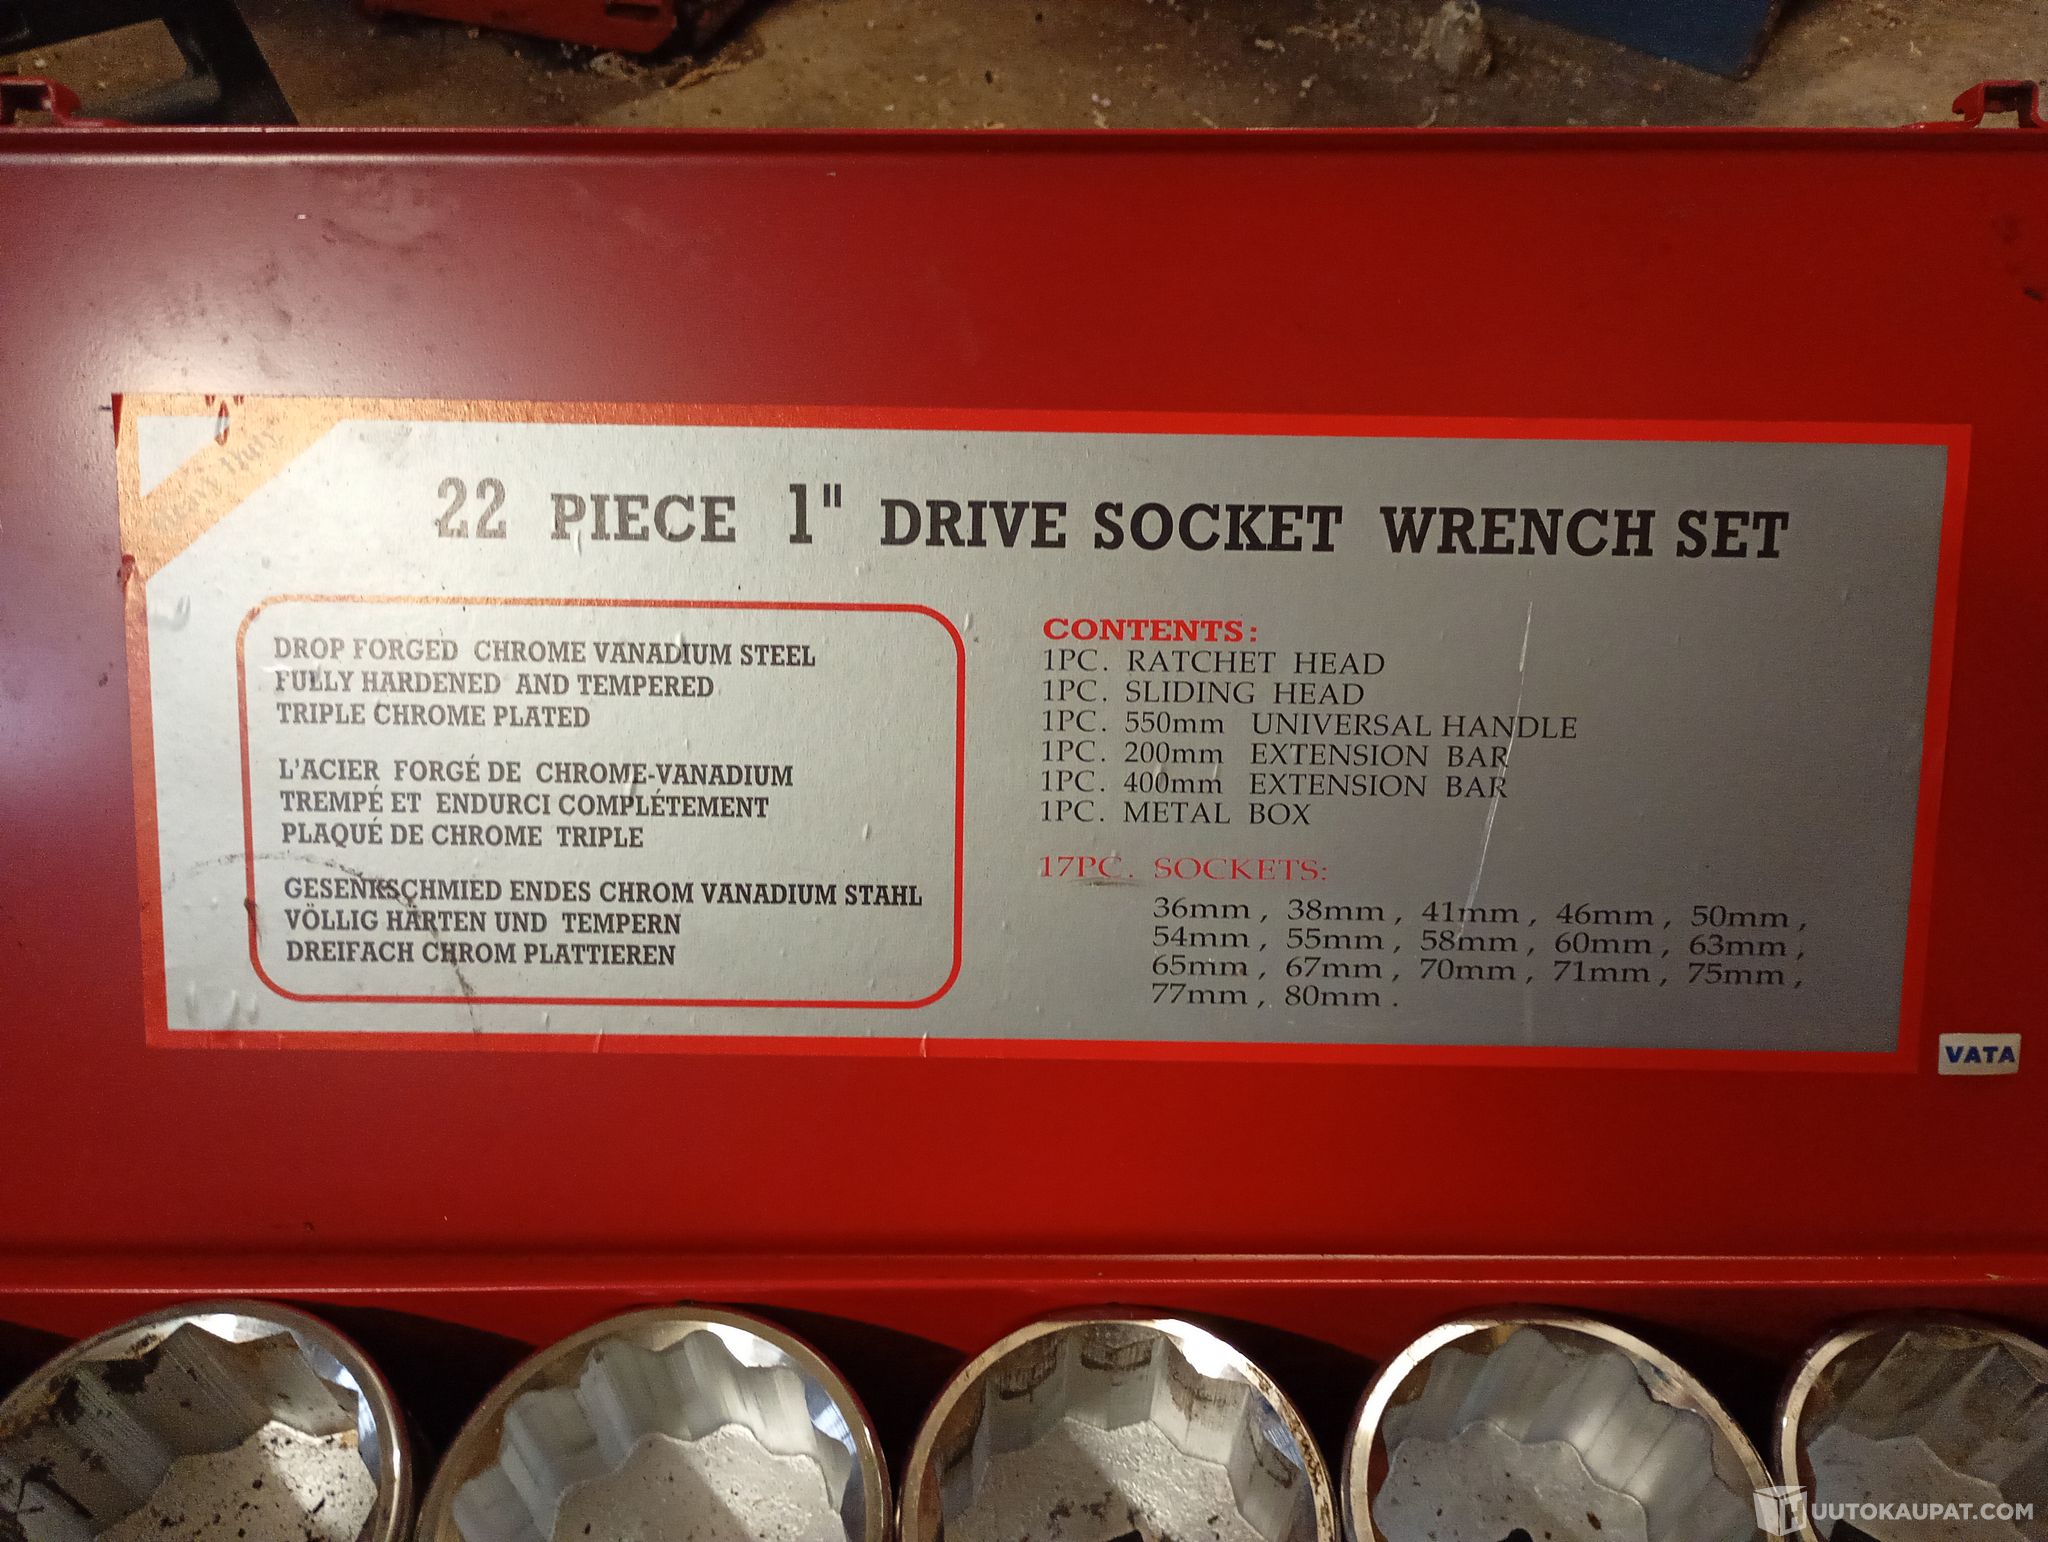 "A"
Heavy Duty
22 PIECE 1" DRIVE SOCKET WRENCH SET
DROP FORGED CHROME VANADIUM STEEL
FULLY HARDENED AND TEMPERED
TRIPLE CHROME PLATED
L'ACIER FORGÉ DE CHROME-VANADIUM
TREMPÉ ET ENDURCI COMPLÉTEMENT
PLAQUÉ DE CHROME TRIPLE
GESENKSCHMIED ENDES CHROM VANADIUM STAHL
VÖLLIG HARTEN UND TEMPERN
DREIFACH CHROM PLATTIEREN
CONTENTS:
1PC. RATCHET HEAD
1PC. SLIDING HEAD
1PC. 550mm UNIVERSAL HANDLE
1PC. 200mm EXTENSION BAR
1PC. 400mm EXTENSION BAR
1PC. METAL BOX
17PC. SOCKETS:
36mm, 38mm, 41mm, 46mm, 50mm,
54mm, 55mm, 58mm, 60mm, 63mm,
65mm, 67mm, 70mm, 71mm, 75mm,
77mm, 80mm.
VATA
HUUTOKAUPAT.COM